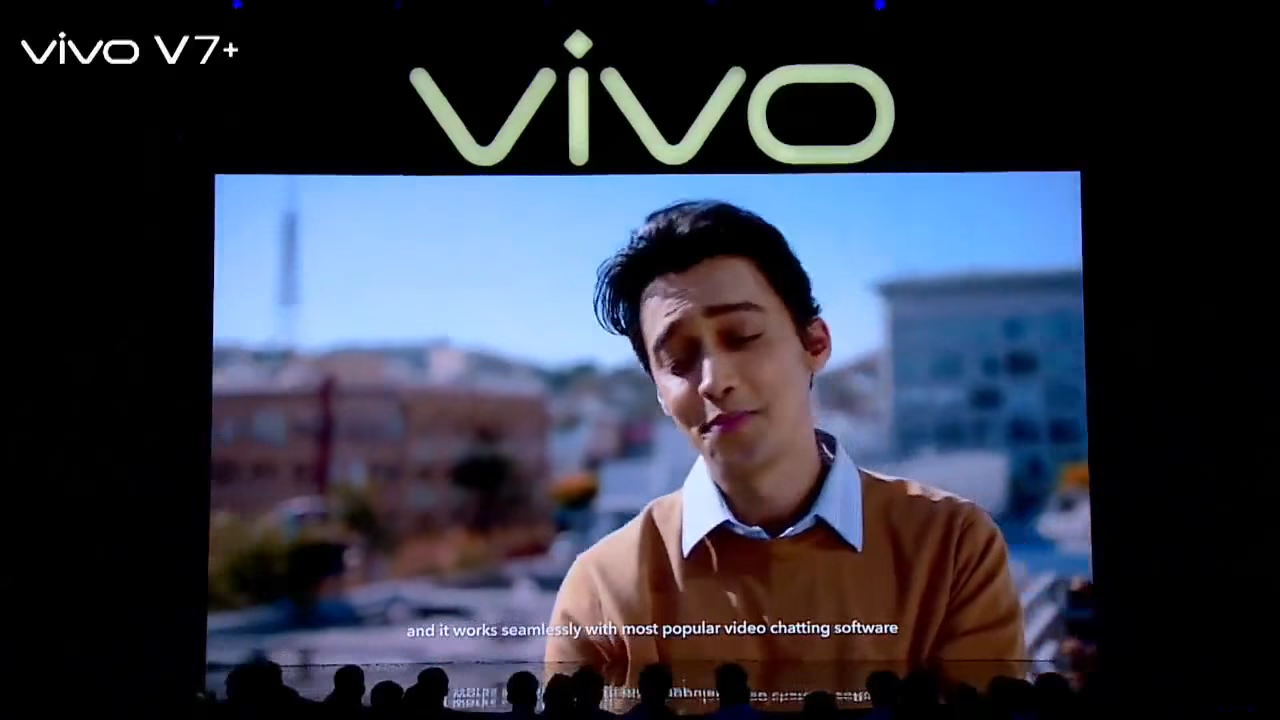 vivo V7+
vivo
and it works seamlessly with most popular video chatting software